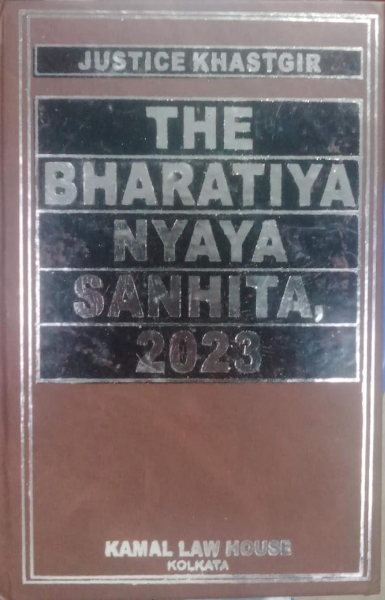 JUSTICE KHASTGIR
THE
BHARATIYA
NYAYA
SANHITA,
2023
KAMAL LAW HOUSE
KOLKATA